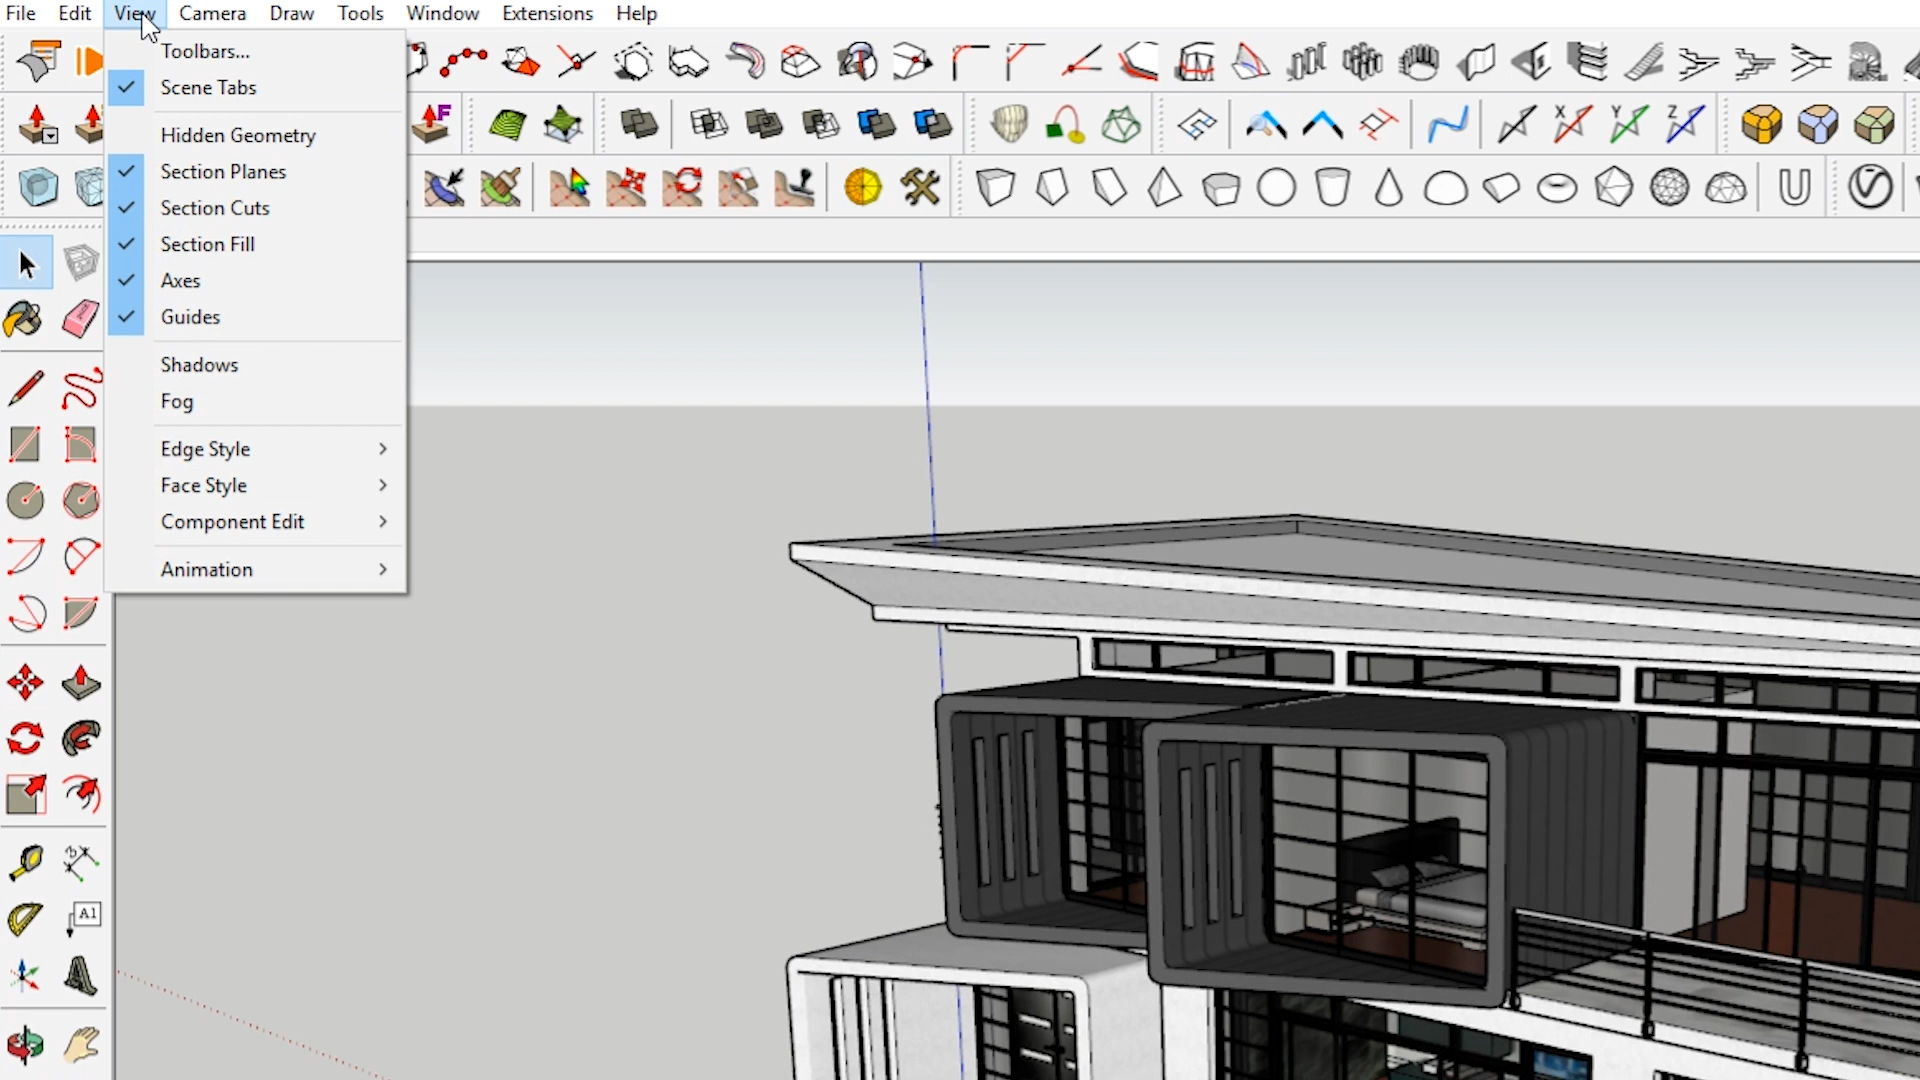 File Edit View Camera Draw Tools Window Extensions Help
Toolbars...
Scene Tabs
Hidden Geometry
Section Planes
Section Cuts
Section Fill
Axes
Guides
Shadows
Fog
Edge Style
Face Style
Component Edit
Animation
F
X
Y
Z
A1